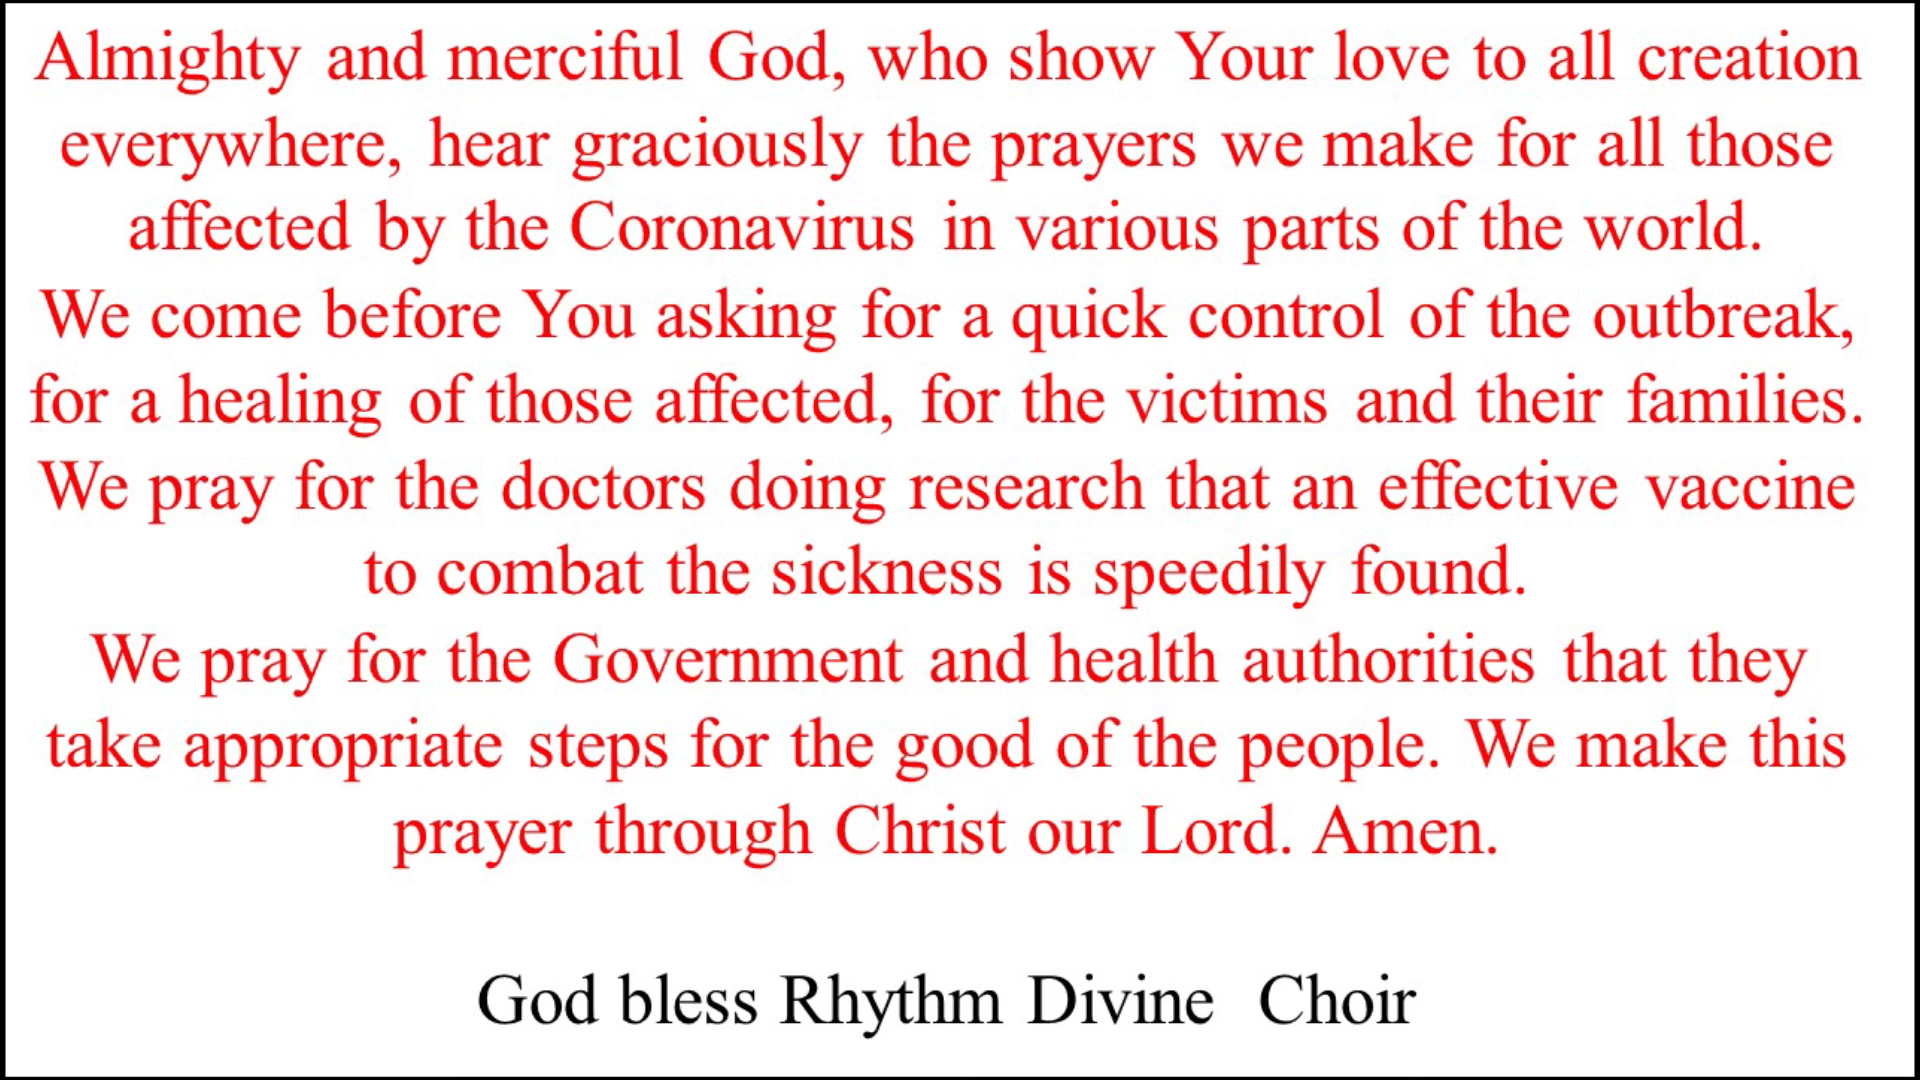 Almighty and merciful God, who show Your love to all creation
everywhere, hear graciously the prayers we make for all those
affected by the Coronavirus in various parts of the world.
We come before You asking for a quick control of the outbreak,
for a healing of those affected, for the victims and their families.
We pray for the doctors doing research that an effective vaccine
to combat the sickness is speedily found.
We pray for the Government and health authorities that they
take appropriate steps for the good of the people. We make this
prayer through Christ our Lord. Amen.
God bless Rhythm Divine Choir